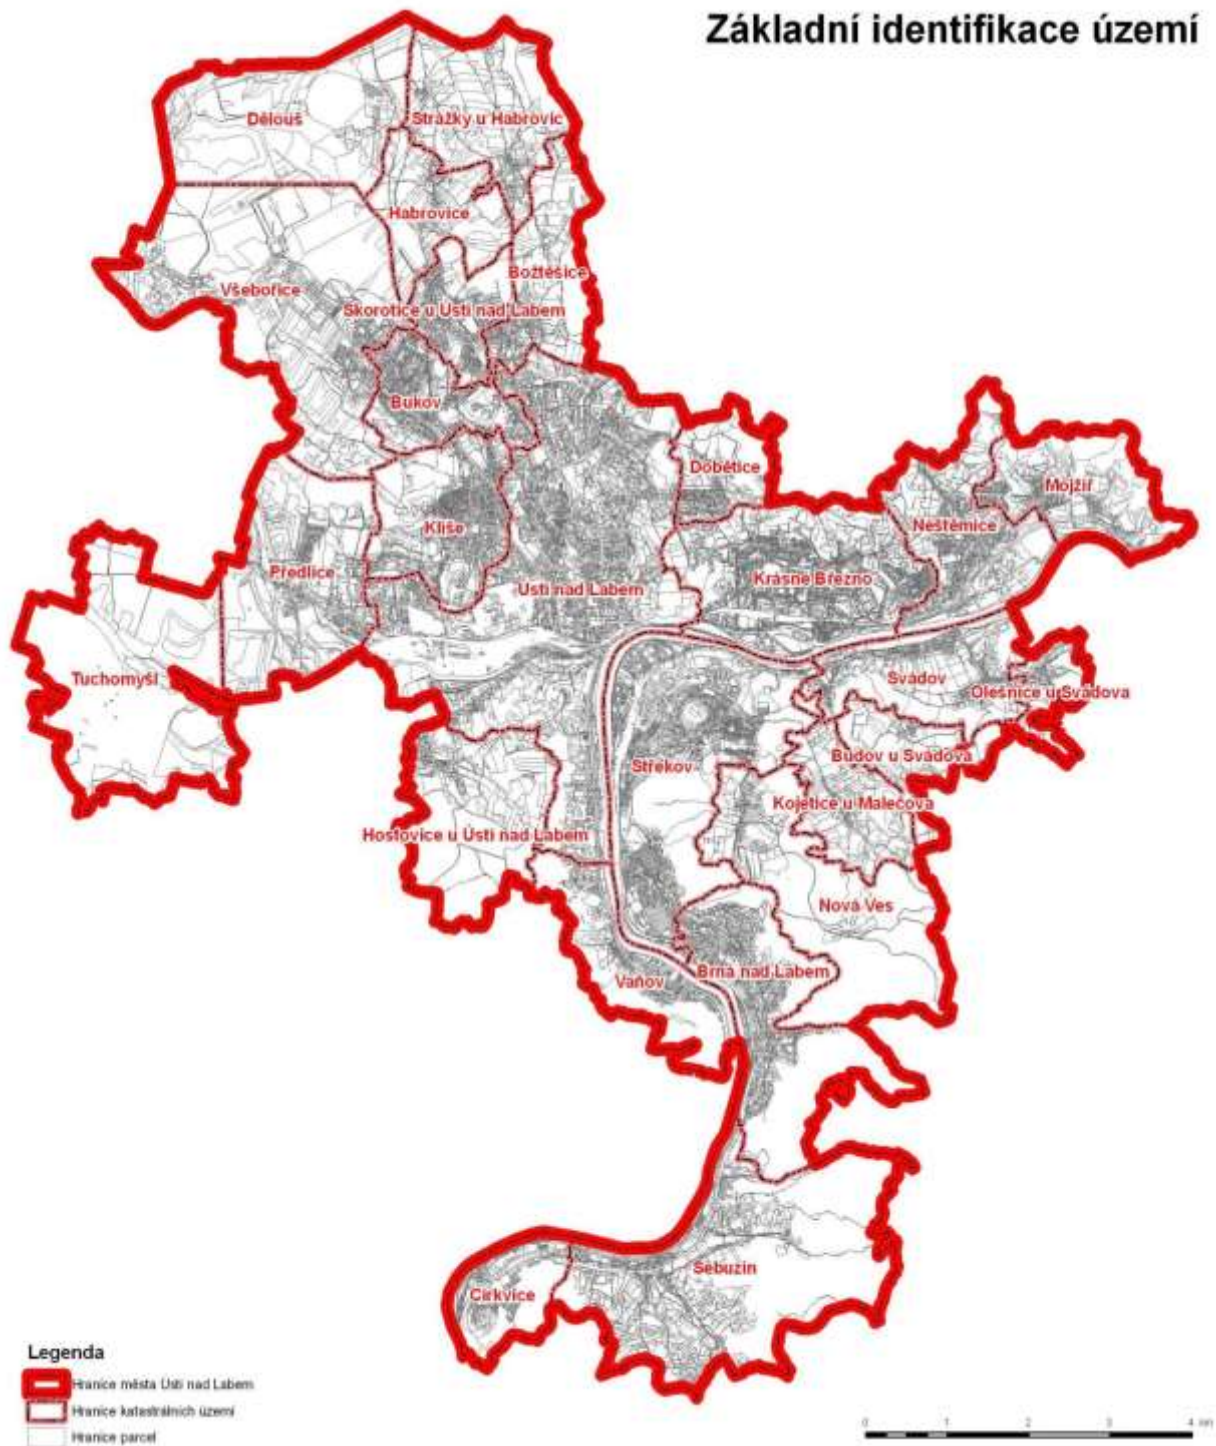 Základní identifikace území
Dělouš
Strážky u Habrovic
Habrovice
Božtěšice
Všebořice
Skorotice u Ústí nad Labem
Bukov
Dobětice
Mojžíř
Klíše
Neštěmice
Předlice
Krásné Březno
Ústí nad Labem
Tuchomyšl
Svádov
Olešnice u Svádova
Budov u Svádova
Střekov
Kojetice u Malečova
Hostovice u Ústí nad Labem
Nová Ves
Brná nad Labem
Vaňov
Sebuzín
Církvice
Legenda
Hranice města Ústí nad Labem
Hranice katastrálních území
Hranice parcel
0 1 2 3 4 km